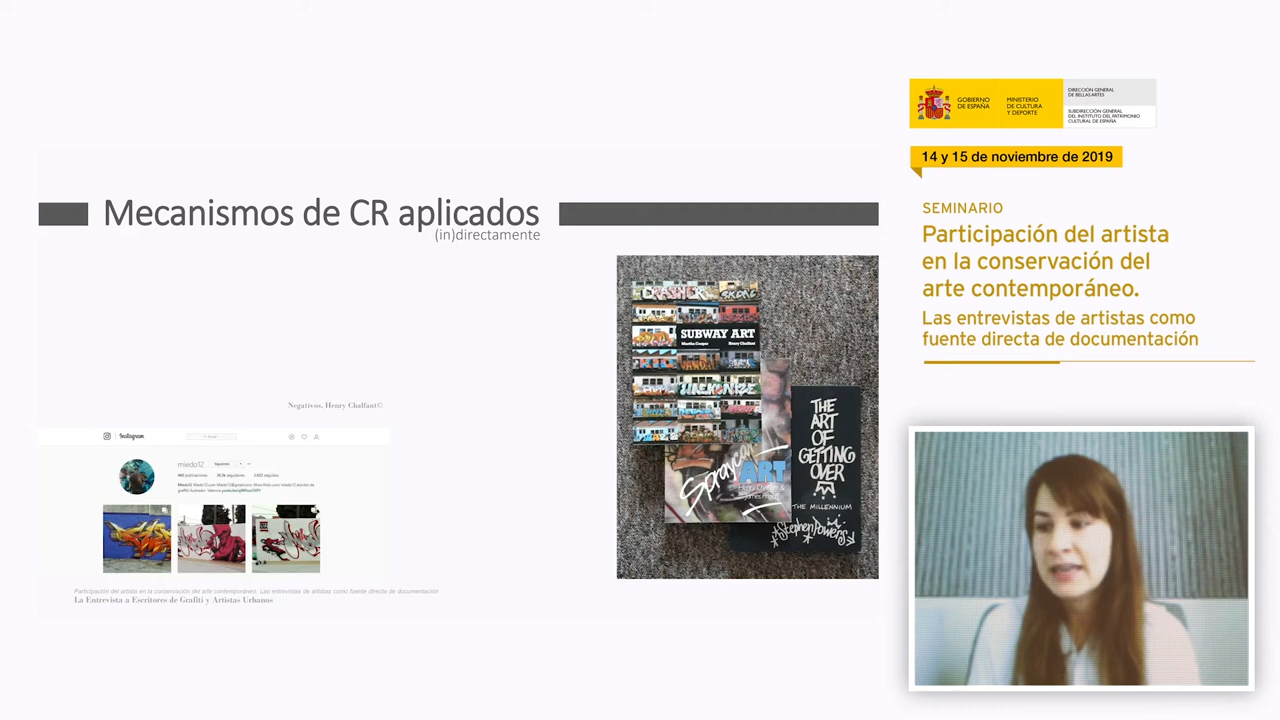 Mecanismos de CR aplicados
(in)directamente
Negativos. Henry Chalfant©
Instagram
miedo12
SUBWAY ART
Martha Cooper
Henry Chalfant
Spraycan
ART
Henry Chalfant &
THE
ART
OF
GETTING
OVER
THE MILLENNIUM
Stephen Powers
Participación del artista en la conservación del arte contemporáneo. Las entrevistas de artistas como fuente directa de documentación
La Entrevista a Escritores de Grafiti y Artistas Urbanos
GOBIERNO
DE ESPAÑA
MINISTERIO
DE CULTURA
Y DEPORTE
DIRECCIÓN GENERAL
DE BELLAS ARTES
SUBDIRECCIÓN GENERAL
DEL INSTITUTO DEL PATRIMONIO
CULTURAL DE ESPAÑA
14 y 15 de noviembre de 2019
SEMINARIO
Participación del artista
en la conservación del
arte contemporáneo.
Las entrevistas de artistas como
fuente directa de documentación